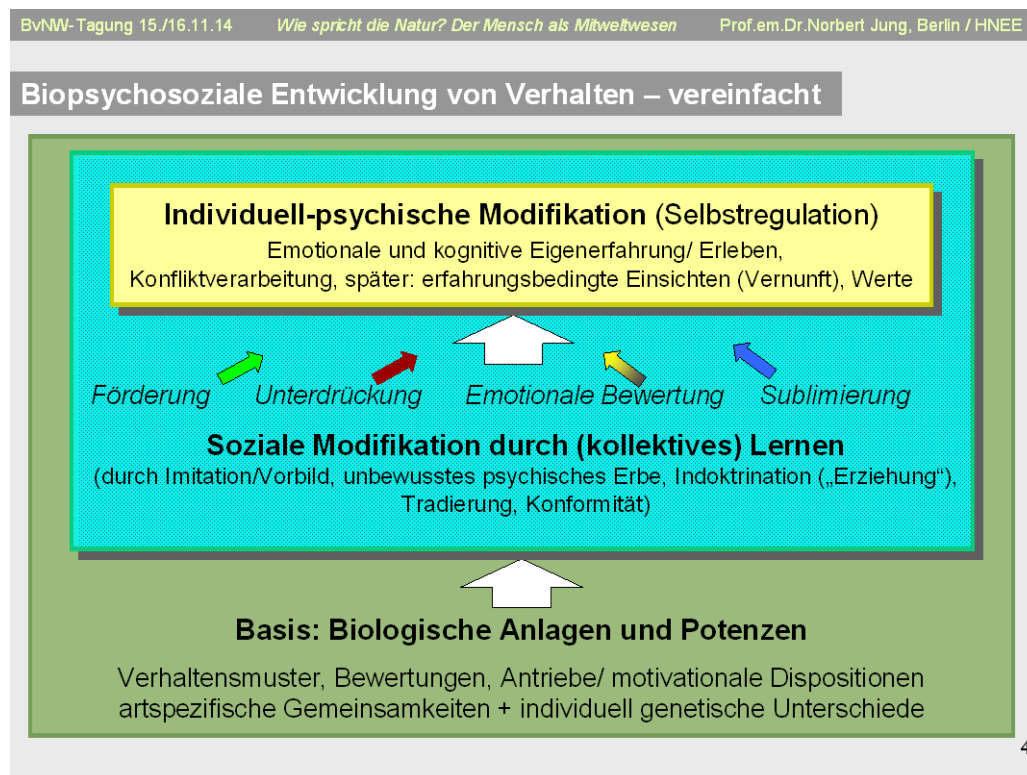 BvNW-Tagung 15./16.11.14 Wie spricht die Natur? Der Mensch als Mitweltwesen Prof.em.Dr.Norbert Jung, Berlin / HNEE
Biopsychosoziale Entwicklung von Verhalten – vereinfacht
Individuell-psychische Modifikation (Selbstregulation)
Emotionale und kognitive Eigenerfahrung/ Erleben,
Konfliktverarbeitung, später: erfahrungsbedingte Einsichten (Vernunft), Werte
Förderung Unterdrückung Emotionale Bewertung Sublimierung
Soziale Modifikation durch (kollektives) Lernen
(durch Imitation/Vorbild, unbewusstes psychisches Erbe, Indoktrination („Erziehung“),
Tradierung, Konformität)
Basis: Biologische Anlagen und Potenzen
Verhaltensmuster, Bewertungen, Antriebe/ motivationale Dispositionen
artspezifische Gemeinsamkeiten + individuell genetische Unterschiede
4